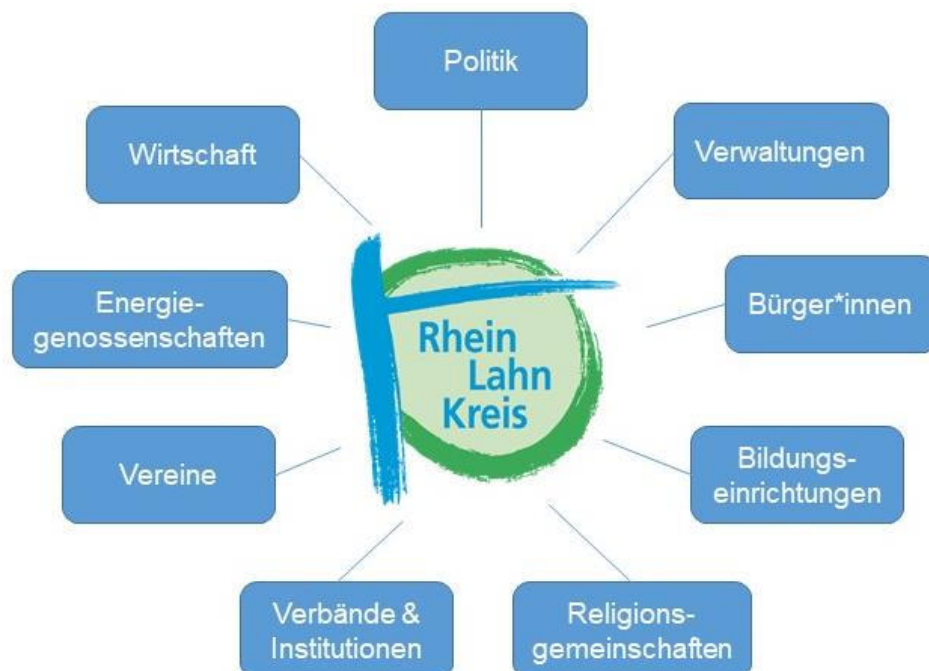 Politik
Wirtschaft
Verwaltungen
Energie-
genossenschaften
Bürger*innen
Rhein
Lahn
Kreis
Vereine
Bildungs-
einrichtungen
Verbände &
Institutionen
Religions-
gemeinschaften